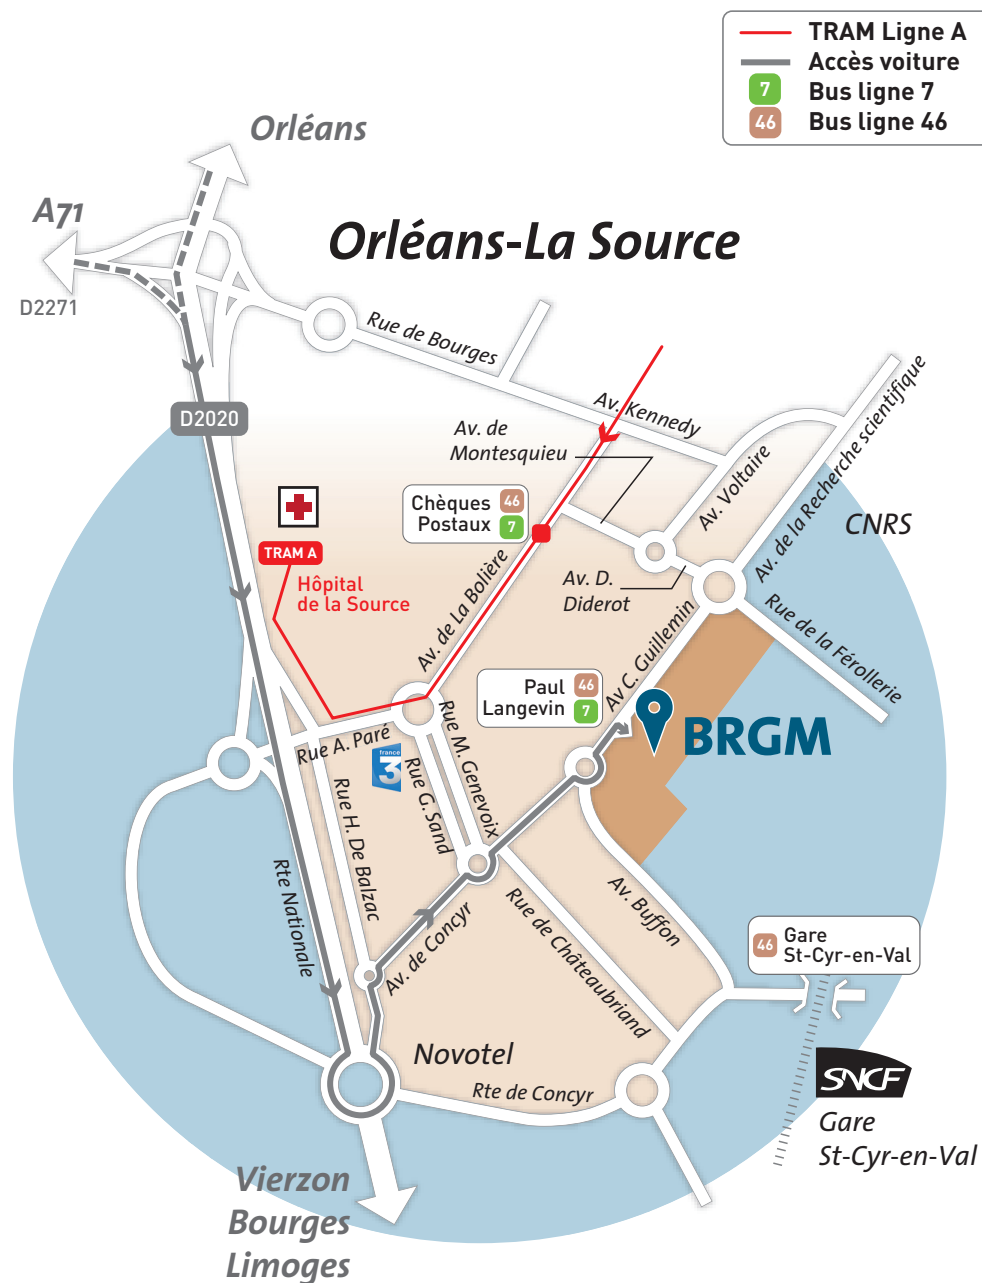 TRAM Ligne A
Accès voiture
7 Bus ligne 7
46 Bus ligne 46
Orléans
A71
D2271
Orléans-La Source
Rue de Bourges
Av. Kennedy
Av. de
Montesquieu
Av. Voltaire
Av. de la Recherche scientifique
D2020
CNRS
Chèques 46
Postaux 7
TRAM A
Hôpital
de la Source
Av. de La Bolière
Av. D.
Diderot
Av C. Guillemin
Rue de la Férollerie
Paul 46
Langevin 7
BRGM
Rue A. Paré
france
3
Rue M. Genevoix
Rue G. Sand
Rue H. De Balzac
Rte Nationale
Av. de Concyr
Rue de Châteaubriand
Av. Buffon
46 Gare
St-Cyr-en-Val
Novotel
Rte de Concyr
SNCF
Gare
St-Cyr-en-Val
Vierzon
Bourges
Limoges